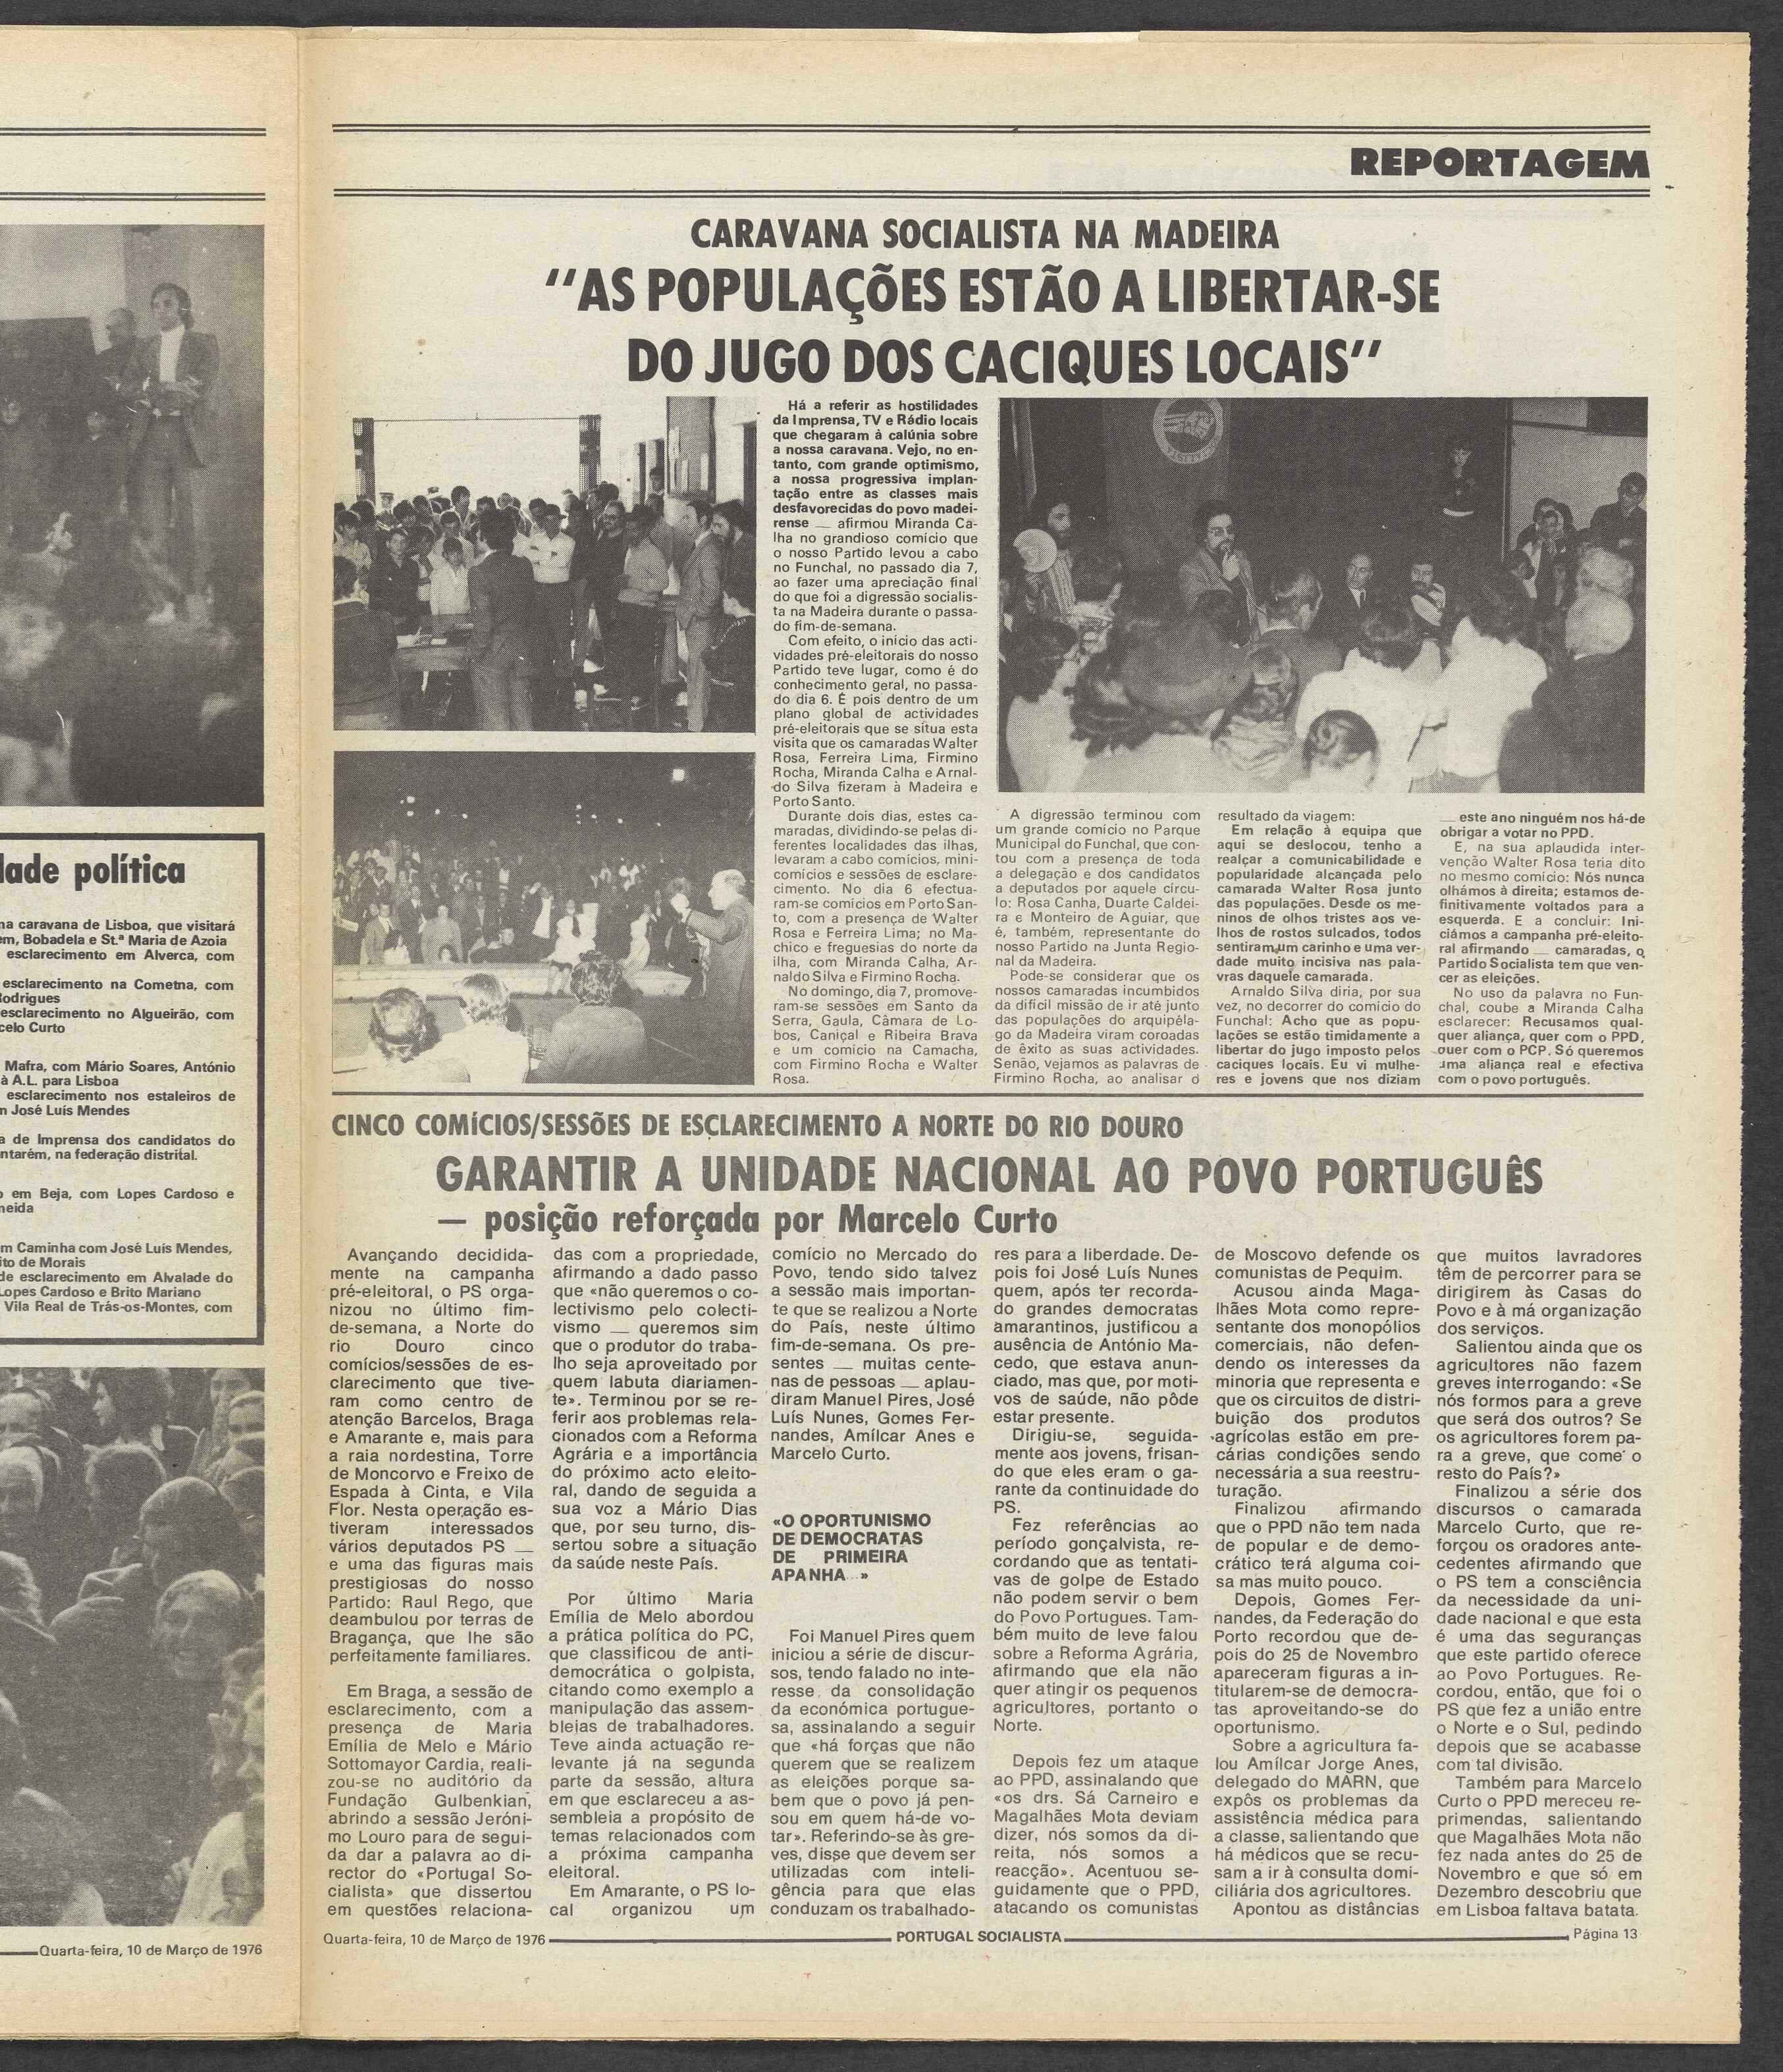 lade política
na caravana de Lisboa, que visitará
em, Bobadela e St.ª Maria de Azoia
esclarecimento em Alverca, com
esclarecimento na Cometna, com
Rodrigues
esclarecimento no Algueirão, com
celo Curto
Mafra, com Mário Soares, António
à A.L. para Lisboa
esclarecimento nos estaleiros de
m José Luís Mendes
a de Imprensa dos candidatos do
ntarém, na federação distrital.
o em Beja, com Lopes Cardoso e
meida
m Caminha com José Luís Mendes,
ito de Morais
de esclarecimento em Alvalade do
Lopes Cardoso e Brito Mariano
Vila Real de Trás-os-Montes, com
Quarta-feira, 10 de Março de 1976
REPORTAGEM
CARAVANA SOCIALISTA NA MADEIRA
"AS POPULAÇÕES ESTÃO A LIBERTAR-SE
DO JUGO DOS CACIQUES LOCAIS"
Há a referir as hostilidades
da Imprensa, TV e Rádio locais
que chegaram à calúnia sobre
a nossa caravana. Vejo, no en-
tanto, com grande optimismo,
a nossa progressiva implan-
tação entre as classes mais
desfavorecidas do povo madei-
rense — afirmou Miranda Ca-
lha no grandioso comício que
o nosso Partido levou a cabo
no Funchal, no passado dia 7,
ao fazer uma apreciação final
do que foi a digressão socialis-
ta na Madeira durante o passa-
do fim-de-semana.
Com efeito, o início das acti-
vidades pré-eleitorais do nosso
Partido teve lugar, como é do
conhecimento geral, no passa-
do dia 6. É pois dentro de um
plano global de actividades
pré-eleitorais que se situa esta
visita que os camaradas Walter
Rosa, Ferreira Lima, Firmino
Rocha, Miranda Calha e Arnal-
do Silva fizeram à Madeira e
Porto Santo.
Durante dois dias, estes ca-
maradas, dividindo-se pelas di-
ferentes localidades das ilhas,
levaram a cabo comícios, mini-
comícios e sessões de esclare-
cimento. No dia 6 efectua-
ram-se comícios em Porto San-
to, com a presença de Walter
Rosa e Ferreira Lima; no Ma-
chico e freguesias do norte da
ilha, com Miranda Calha, Ar-
naldo Silva e Firmino Rocha.
No domingo, dia 7, promove-
ram-se sessões em Santo da
Serra, Gaula, Câmara de Lo-
bos, Caniçal e Ribeira Brava
e um comício na Camacha,
com Firmino Rocha e Walter
Rosa.
A digressão terminou com
um grande comício no Parque
Municipal do Funchal, que con-
tou com a presença de toda
a delegação e dos candidatos
a deputados por aquele círcu-
lo: Rosa Canha, Duarte Caldei-
ra e Monteiro de Aguiar, que
é, também, representante do
nosso Partido na Junta Regio-
nal da Madeira.
Pode-se considerar que os
nossos camaradas incumbidos
da difícil missão de ir até junto
das populações do arquipéla-
go da Madeira viram coroadas
de êxito as suas actividades.
Senão, vejamos as palavras de
Firmino Rocha, ao analisar o
resultado da viagem:
Em relação à equipa que
aqui se deslocou, tenho a
realçar a comunicabilidade e
popularidade alcançada pelo
camarada Walter Rosa junto
das populações. Desde os me-
ninos de olhos tristes aos ve-
lhos de rostos sulcados, todos
sentiram um carinho e uma ver-
dade muito incisiva nas pala-
vras daquele camarada.
Arnaldo Silva diria, por sua
vez, no decorrer do comício do
Funchal: Acho que as popu-
lações se estão timidamente a
libertar do jugo imposto pelos
caciques locais. Eu vi mulhe-
res e jovens que nos diziam
— este ano ninguém nos há-de
obrigar a votar no PPD.
E, na sua aplaudida inter-
venção Walter Rosa teria dito
no mesmo comício: Nós nunca
olhámos à direita; estamos de-
finitivamente voltados para a
esquerda. E a concluir: Ini-
ciámos a campanha pré-eleito-
ral afirmando — camaradas, o
Partido Socialista tem que ven-
cer as eleições.
No uso da palavra no Fun-
chal, coube a Miranda Calha
esclarecer: Recusamos qual-
quer aliança, quer com o PPD,
quer com o PCP. Só queremos
uma aliança real e efectiva
com o povo português.
CINCO COMÍCIOS/SESSÕES DE ESCLARECIMENTO A NORTE DO RIO DOURO
GARANTIR A UNIDADE NACIONAL AO POVO PORTUGUÊS
— posição reforçada por Marcelo Curto
Avançando decidida-
mente na campanha
pré-eleitoral, o PS orga-
nizou no último fim-
de-semana, a Norte do
rio Douro cinco
comícios/sessões de es-
clarecimento que tive-
ram como centro de
atenção Barcelos, Braga
e Amarante e, mais para
a raia nordestina, Torre
de Moncorvo e Freixo de
Espada à Cinta, e Vila
Flor. Nesta operação es-
tiveram interessados
vários deputados PS —
e uma das figuras mais
prestigiosas do nosso
Partido: Raul Rego, que
deambulou por terras de
Bragança, que lhe são
perfeitamente familiares.
Em Braga, a sessão de
esclarecimento, com a
presença de Maria
Emília de Melo e Mário
Sottomayor Cardia, reali-
zou-se no auditório da
Fundação Gulbenkian,
abrindo a sessão Jeróni-
mo Louro para de segui-
da dar a palavra ao di-
rector do «Portugal So-
cialista» que dissertou
em questões relaciona-
das com a propriedade,
afirmando a dado passo
que «não queremos o co-
lectivismo pelo colecti-
vismo — queremos sim
que o produtor do traba-
lho seja aproveitado por
quem labuta diariamen-
te». Terminou por se re-
ferir aos problemas rela-
cionados com a Reforma
Agrária e a importância
do próximo acto eleito-
ral, dando de seguida a
sua voz a Mário Dias
que, por seu turno, dis-
sertou sobre a situação
da saúde neste País.
Por último Maria
Emília de Melo abordou
a prática política do PC,
que classificou de anti-
democrática o golpista,
citando como exemplo a
manipulação das assem-
bleias de trabalhadores.
Teve ainda actuação re-
levante já na segunda
parte da sessão, altura
em que esclareceu a as-
sembleia a propósito de
temas relacionados com
a próxima campanha
eleitoral.
Em Amarante, o PS lo-
cal organizou um
comício no Mercado do
Povo, tendo sido talvez
a sessão mais importan-
te que se realizou a Norte
do País, neste último
fim-de-semana. Os pre-
sentes — muitas cente-
nas de pessoas — aplau-
diram Manuel Pires, José
Luís Nunes, Gomes Fer-
nandes, Amílcar Anes e
Marcelo Curto.
«O OPORTUNISMO
DE DEMOCRATAS
DE PRIMEIRA
APANHA...»
Foi Manuel Pires quem
iniciou a série de discur-
sos, tendo falado no inte-
resse da consolidação
da económica portugue-
sa, assinalando a seguir
que «há forças que não
querem que se realizem
as eleições porque sa-
bem que o povo já pen-
sou em quem há-de vo-
tar». Referindo-se às gre-
ves, disse que devem ser
utilizadas com inteli-
gência para que elas
conduzam os trabalhado-
res para a liberdade. De-
pois foi José Luís Nunes
quem, após ter recorda-
do grandes democratas
amarantinos, justificou a
ausência de António Ma-
cedo, que estava anun-
ciado, mas que, por moti-
vos de saúde, não pôde
estar presente.
Dirigiu-se, seguida-
mente aos jovens, frisan-
do que eles eram o ga-
rante da continuidade do
PS.
Fez referências ao
período gonçalvista, re-
cordando que as tentati-
vas de golpe de Estado
não podem servir o bem
do Povo Portugues. Tam-
bém muito de leve falou
sobre a Reforma Agrária,
afirmando que ela não
quer atingir os pequenos
agricultores, portanto o
Norte.
Depois fez um ataque
ao PPD, assinalando que
«os drs. Sá Carneiro e
Magalhães Mota deviam
dizer, nós somos da di-
reita, nós somos a
reacção». Acentuou se-
guidamente que o PPD,
atacando os comunistas
de Moscovo defende os
comunistas de Pequim.
Acusou ainda Maga-
lhães Mota como repre-
sentante dos monopólios
comerciais, não defen-
dendo os interesses da
minoria que representa e
que os circuitos de distri-
buição dos produtos
agrícolas estão em pre-
cárias condições sendo
necessária a sua reestru-
turação.
Finalizou afirmando
que o PPD não tem nada
de popular e de demo-
crático terá alguma coi-
sa mas muito pouco.
Depois, Gomes Fer-
nandes, da Federação do
Porto recordou que de-
pois do 25 de Novembro
apareceram figuras a in-
titularem-se de democra-
tas aproveitando-se do
oportunismo.
Sobre a agricultura fa-
lou Amílcar Jorge Anes,
delegado do MARN, que
expôs os problemas da
assistência médica para
a classe, salientando que
há médicos que se recu-
sam a ir à consulta domi-
ciliária dos agricultores.
Apontou as distâncias
que muitos lavradores
têm de percorrer para se
dirigirem às Casas do
Povo e à má organização
dos serviços.
Salientou ainda que os
agricultores não fazem
greves interrogando: «Se
nós formos para a greve
que será dos outros? Se
os agricultores forem pa-
ra a greve, que come o
resto do País?»
Finalizou a série dos
discursos o camarada
Marcelo Curto, que re-
forçou os oradores ante-
cedentes afirmando que
o PS tem a consciência
da necessidade da uni-
dade nacional e que esta
é uma das seguranças
que este partido oferece
ao Povo Portugues. Re-
cordou, então, que foi o
PS que fez a união entre
o Norte e o Sul, pedindo
depois que se acabasse
com tal divisão.
Também para Marcelo
Curto o PPD mereceu re-
primendas, salientando
que Magalhães Mota não
fez nada antes do 25 de
Novembro e que só em
Dezembro descobriu que
em Lisboa faltava batata.
Quarta-feira, 10 de Março de 1976
PORTUGAL SOCIALISTA
Página 13